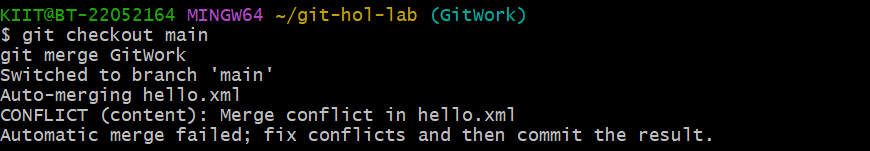 KIIT@BT-22052164 MINGW64 ~/git-hol-lab (GitWork)
$ git checkout main
git merge GitWork
Switched to branch 'main'
Auto-merging hello.xml
CONFLICT (content): Merge conflict in hello.xml
Automatic merge failed; fix conflicts and then commit the result.